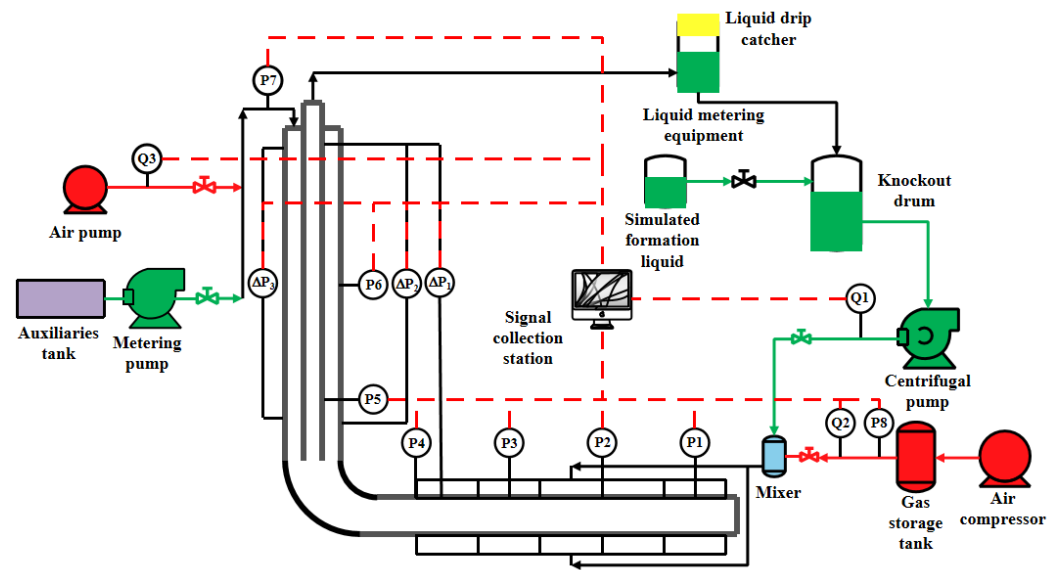 Liquid drip
catcher
P7
Liquid metering
equipment
Q3
Knockout
drum
Air pump
Simulated
formation
liquid
ΔP3
P6
ΔP2
ΔP1
Q1
Auxiliaries
tank
Metering
pump
Signal
collection
station
Centrifugal
pump
P5
Q2
P8
P4
P3
P2
P1
Mixer
Gas
storage
tank
Air
compressor